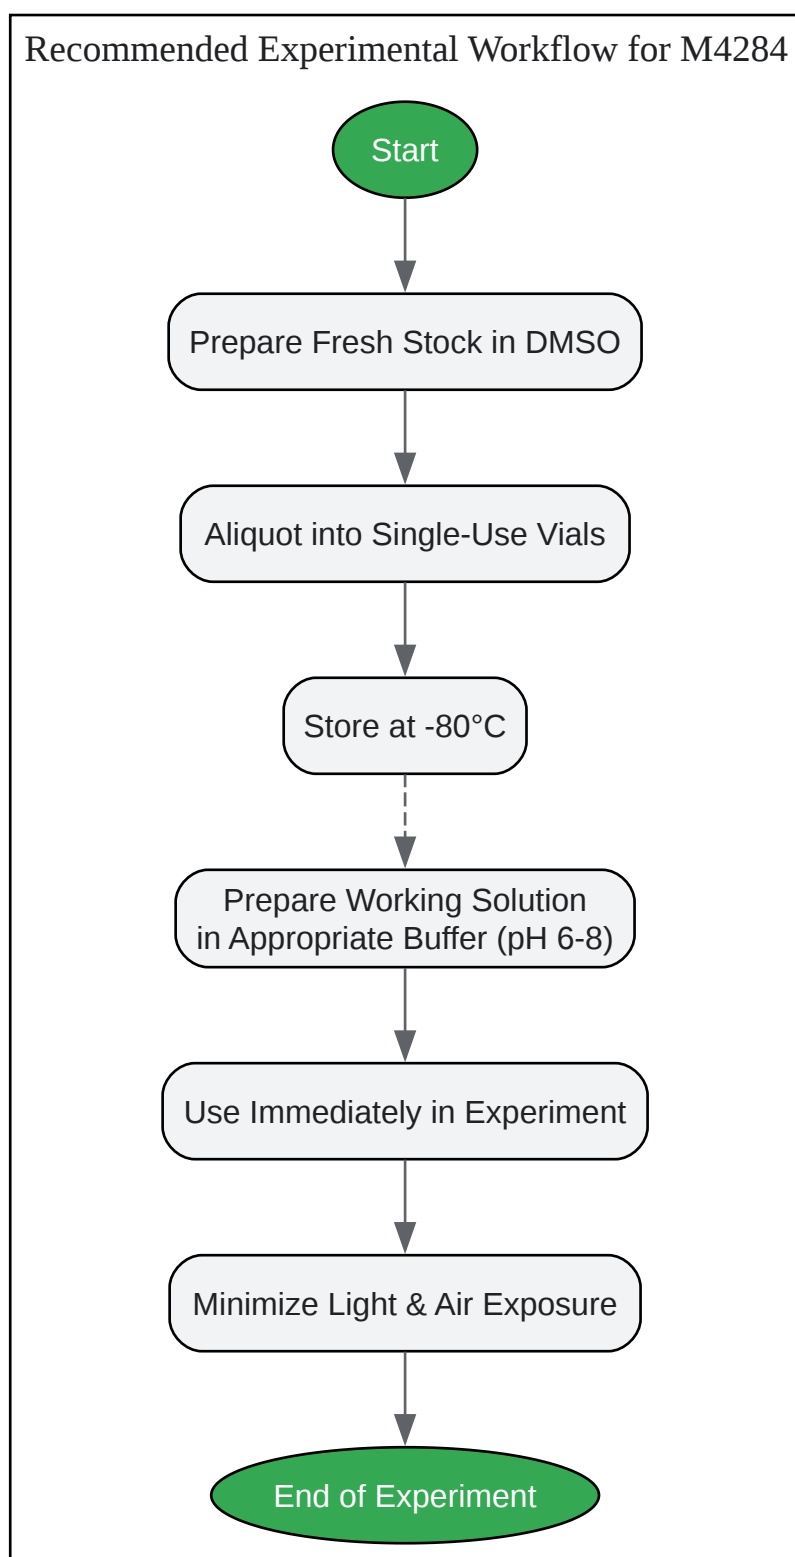 Recommended Experimental Workflow for M4284
Start
Prepare Fresh Stock in DMSO
Aliquot into Single-Use Vials
Store at -80°C
Prepare Working Solution
in Appropriate Buffer (pH 6-8)
Use Immediately in Experiment
Minimize Light & Air Exposure
End of Experiment